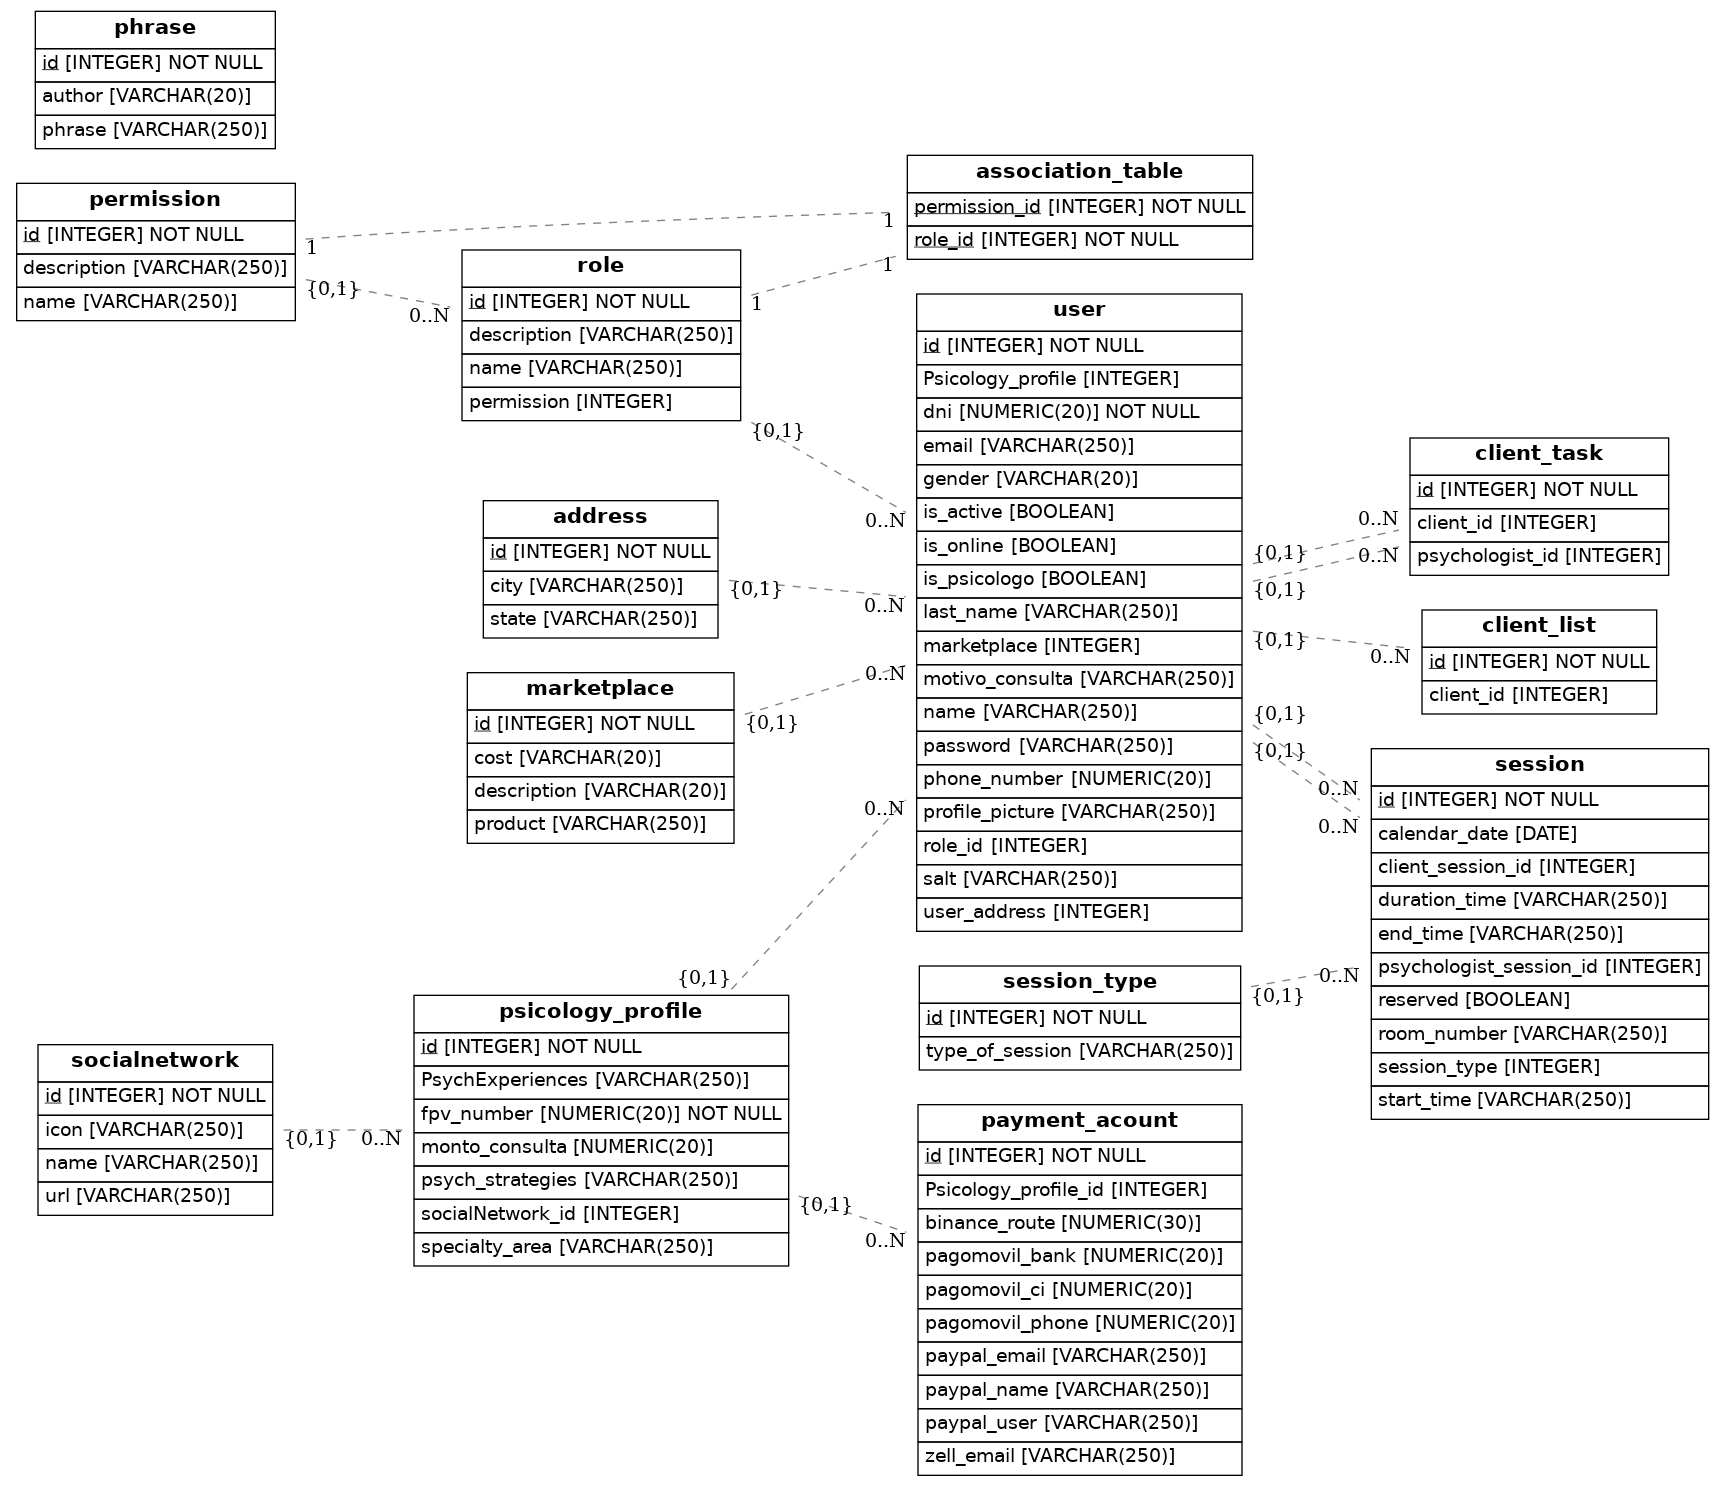 phrase
id [INTEGER] NOT NULL
author [VARCHAR(20)]
phrase [VARCHAR(250)]
permission
id [INTEGER] NOT NULL
description [VARCHAR(250)]
name [VARCHAR(250)]
1
1
{0,1}
0..N
association_table
permission_id [INTEGER] NOT NULL
role_id [INTEGER] NOT NULL
role
id [INTEGER] NOT NULL
description [VARCHAR(250)]
name [VARCHAR(250)]
permission [INTEGER]
1
1
{0,1}
0..N
user
id [INTEGER] NOT NULL
Psicology_profile [INTEGER]
dni [NUMERIC(20)] NOT NULL
email [VARCHAR(250)]
gender [VARCHAR(20)]
is_active [BOOLEAN]
is_online [BOOLEAN]
is_psicologo [BOOLEAN]
last_name [VARCHAR(250)]
marketplace [INTEGER]
motivo_consulta [VARCHAR(250)]
name [VARCHAR(250)]
password [VARCHAR(250)]
phone_number [NUMERIC(20)]
profile_picture [VARCHAR(250)]
role_id [INTEGER]
salt [VARCHAR(250)]
user_address [INTEGER]
address
id [INTEGER] NOT NULL
city [VARCHAR(250)]
state [VARCHAR(250)]
{0,1}
0..N
marketplace
id [INTEGER] NOT NULL
cost [VARCHAR(20)]
description [VARCHAR(20)]
product [VARCHAR(250)]
{0,1}
0..N
client_task
id [INTEGER] NOT NULL
client_id [INTEGER]
psychologist_id [INTEGER]
{0,1}
0..N
{0,1}
0..N
client_list
id [INTEGER] NOT NULL
client_id [INTEGER]
{0,1}
0..N
session
id [INTEGER] NOT NULL
calendar_date [DATE]
client_session_id [INTEGER]
duration_time [VARCHAR(250)]
end_time [VARCHAR(250)]
psychologist_session_id [INTEGER]
reserved [BOOLEAN]
room_number [VARCHAR(250)]
session_type [INTEGER]
start_time [VARCHAR(250)]
{0,1}
0..N
{0,1}
0..N
session_type
id [INTEGER] NOT NULL
type_of_session [VARCHAR(250)]
{0,1}
0..N
psicology_profile
id [INTEGER] NOT NULL
PsychExperiences [VARCHAR(250)]
fpv_number [NUMERIC(20)] NOT NULL
monto_consulta [NUMERIC(20)]
psych_strategies [VARCHAR(250)]
socialNetwork_id [INTEGER]
specialty_area [VARCHAR(250)]
{0,1}
0..N
socialnetwork
id [INTEGER] NOT NULL
icon [VARCHAR(250)]
name [VARCHAR(250)]
url [VARCHAR(250)]
{0,1}
0..N
payment_acount
id [INTEGER] NOT NULL
Psicology_profile_id [INTEGER]
binance_route [NUMERIC(30)]
pagomovil_bank [NUMERIC(20)]
pagomovil_ci [NUMERIC(20)]
pagomovil_phone [NUMERIC(20)]
paypal_email [VARCHAR(250)]
paypal_name [VARCHAR(250)]
paypal_user [VARCHAR(250)]
zell_email [VARCHAR(250)]
{0,1}
0..N